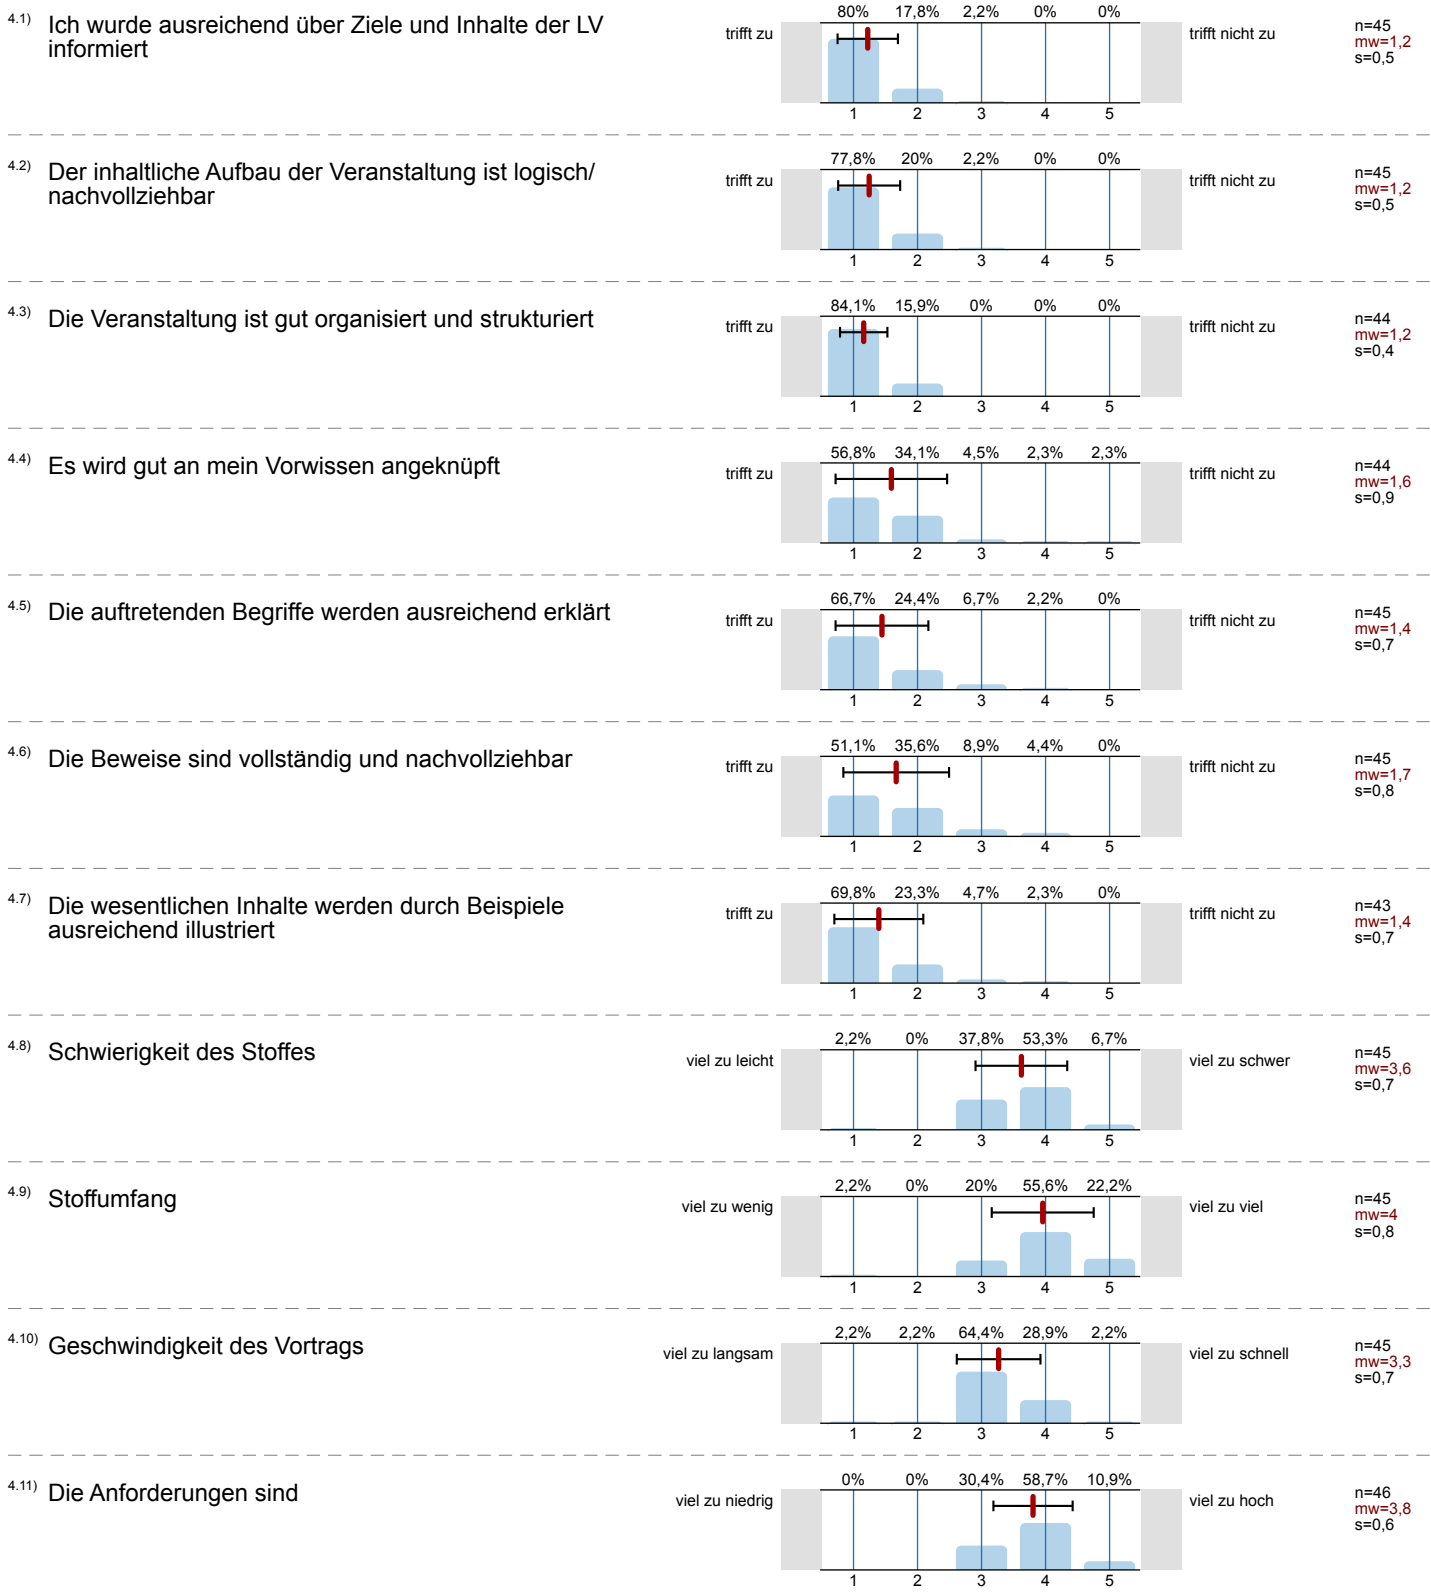 4.1) Ich wurde ausreichend über Ziele und Inhalte der LV
informiert
trifft zu
80% 17,8% 2,2% 0% 0%
1 2 3 4 5
trifft nicht zu
n=45
mw=1,2
s=0,5
4.2) Der inhaltliche Aufbau der Veranstaltung ist logisch/
nachvollziehbar
trifft zu
77,8% 20% 2,2% 0% 0%
1 2 3 4 5
trifft nicht zu
n=45
mw=1,2
s=0,5
4.3) Die Veranstaltung ist gut organisiert und strukturiert
trifft zu
84,1% 15,9% 0% 0% 0%
1 2 3 4 5
trifft nicht zu
n=44
mw=1,2
s=0,4
4.4) Es wird gut an mein Vorwissen angeknüpft
trifft zu
56,8% 34,1% 4,5% 2,3% 2,3%
1 2 3 4 5
trifft nicht zu
n=44
mw=1,6
s=0,9
4.5) Die auftretenden Begriffe werden ausreichend erklärt
trifft zu
66,7% 24,4% 6,7% 2,2% 0%
1 2 3 4 5
trifft nicht zu
n=45
mw=1,4
s=0,7
4.6) Die Beweise sind vollständig und nachvollziehbar
trifft zu
51,1% 35,6% 8,9% 4,4% 0%
1 2 3 4 5
trifft nicht zu
n=45
mw=1,7
s=0,8
4.7) Die wesentlichen Inhalte werden durch Beispiele
ausreichend illustriert
trifft zu
69,8% 23,3% 4,7% 2,3% 0%
1 2 3 4 5
trifft nicht zu
n=43
mw=1,4
s=0,7
4.8) Schwierigkeit des Stoffes
viel zu leicht
2,2% 0% 37,8% 53,3% 6,7%
1 2 3 4 5
viel zu schwer
n=45
mw=3,6
s=0,7
4.9) Stoffumfang
viel zu wenig
2,2% 0% 20% 55,6% 22,2%
1 2 3 4 5
viel zu viel
n=45
mw=4
s=0,8
4.10) Geschwindigkeit des Vortrags
viel zu langsam
2,2% 2,2% 64,4% 28,9% 2,2%
1 2 3 4 5
viel zu schnell
n=45
mw=3,3
s=0,7
4.11) Die Anforderungen sind
viel zu niedrig
0% 0% 30,4% 58,7% 10,9%
1 2 3 4 5
viel zu hoch
n=46
mw=3,8
s=0,6